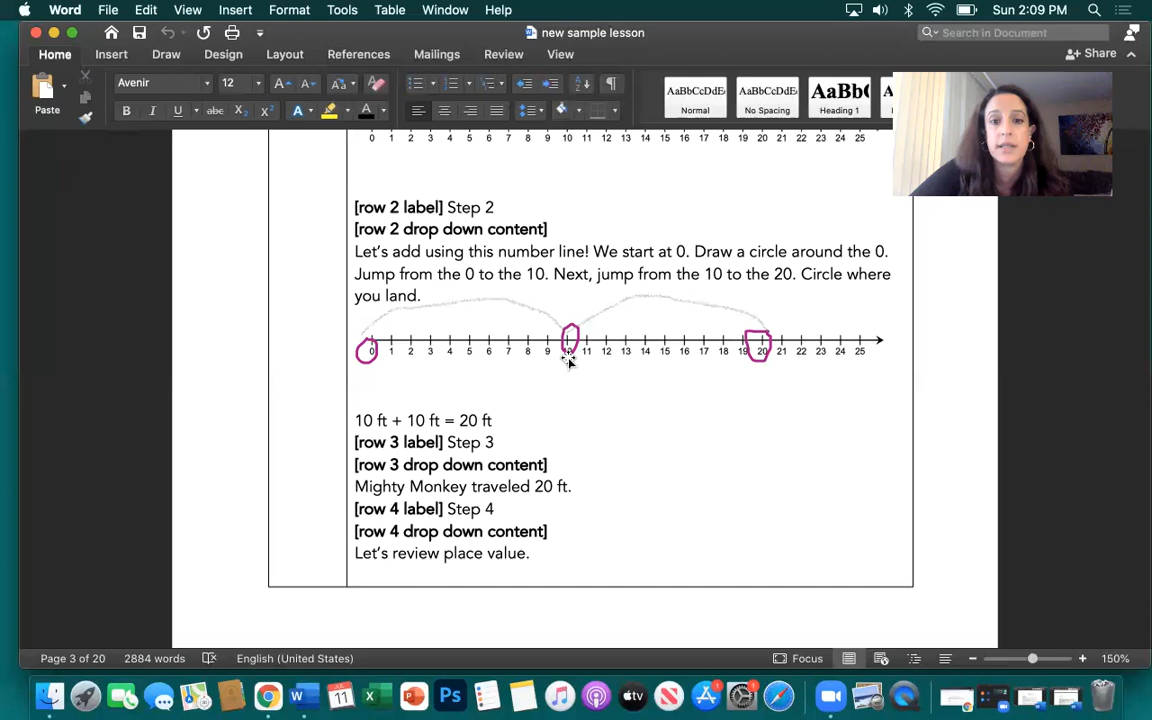 Word File Edit View Insert Format Tools Table Window Help Sun 2:09 PM
new sample lesson
Search in Document
Home Insert Draw Design Layout References Mailings Review View Share
Paste
Avenir 12
AaBbCcDdEe AaBbCcDdEe AaBb
Normal No Spacing Heading 1
0 1 2 3 4 5 6 7 8 9 10 11 12 13 14 15 16 17 18 19 20 21 22 23 24 25
[row 2 label] Step 2
[row 2 drop down content]
Let's add using this number line! We start at 0. Draw a circle around the 0.
Jump from the 0 to the 10. Next, jump from the 10 to the 20. Circle where
you land.
0 1 2 3 4 5 6 7 8 9 10 11 12 13 14 15 16 17 18 19 20 21 22 23 24 25
10 ft + 10 ft = 20 ft
[row 3 label] Step 3
[row 3 drop down content]
Mighty Monkey traveled 20 ft.
[row 4 label] Step 4
[row 4 drop down content]
Let's review place value.
Page 3 of 20 2884 words English (United States) Focus 150%